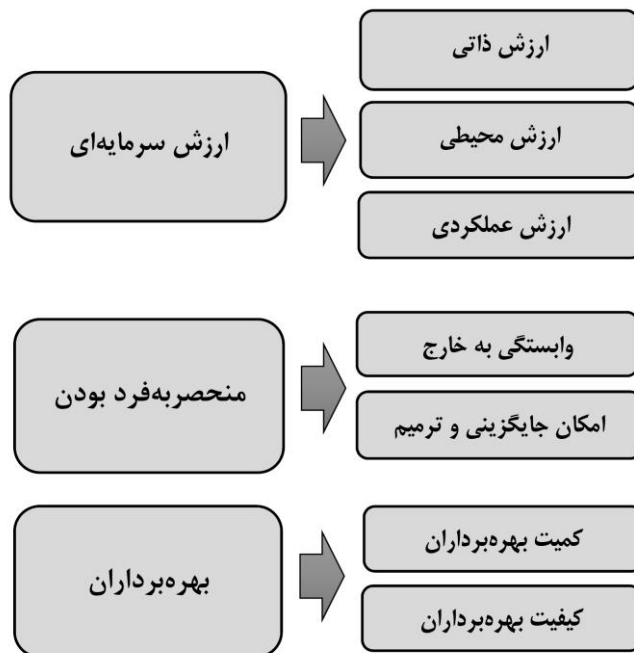 ارزش سرمایه‌ای
ارزش ذاتی
ارزش محیطی
ارزش عملکردی
منحصربه‌فرد بودن
وابستگی به خارج
امکان جایگزینی و ترمیم
بهره‌برداران
کمیت بهره‌برداران
کیفیت بهره‌برداران